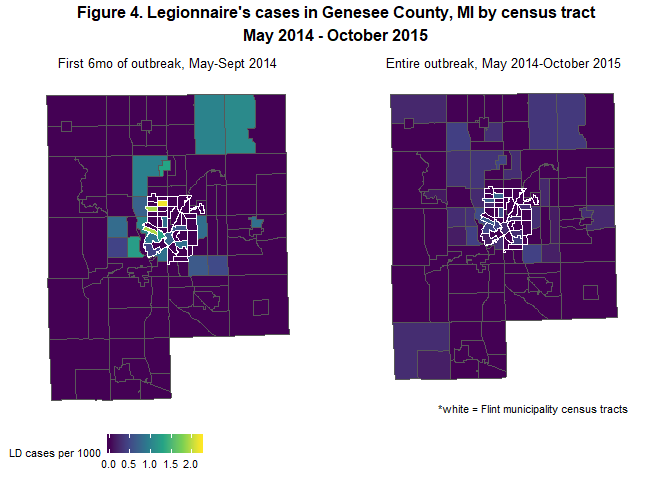 Figure 4. Legionnaire's cases in Genesee County, MI by census tract
May 2014 - October 2015
First 6mo of outbreak, May-Sept 2014
Entire outbreak, May 2014-October 2015
*white = Flint municipality census tracts
LD cases per 1000
0.0 0.5 1.0 1.5 2.0